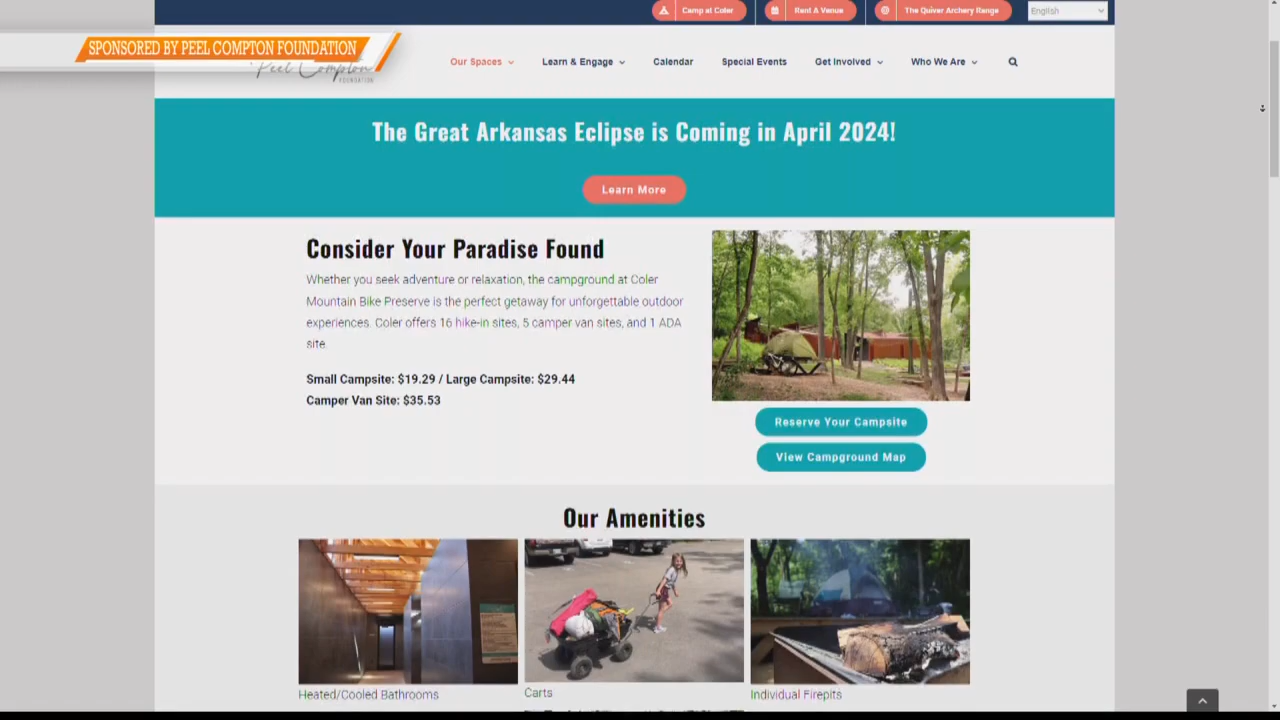 Camp at Coler
Rent A Venue
The Quiver Archery Range
English
SPONSORED BY PEEL COMPTON FOUNDATION
Peel Compton
FOUNDATION
Our Spaces
Learn & Engage
Calendar
Special Events
Get Involved
Who We Are
The Great Arkansas Eclipse is Coming in April 2024!
Learn More
Consider Your Paradise Found
Whether you seek adventure or relaxation, the campground at Coler
Mountain Bike Preserve is the perfect getaway for unforgettable outdoor
experiences. Coler offers 16 hike-in sites, 5 camper van sites, and 1 ADA
site.
Small Campsite: $19.29 / Large Campsite: $29.44
Camper Van Site: $35.53
Reserve Your Campsite
View Campground Map
Our Amenities
Heated/Cooled Bathrooms
Carts
Individual Firepits